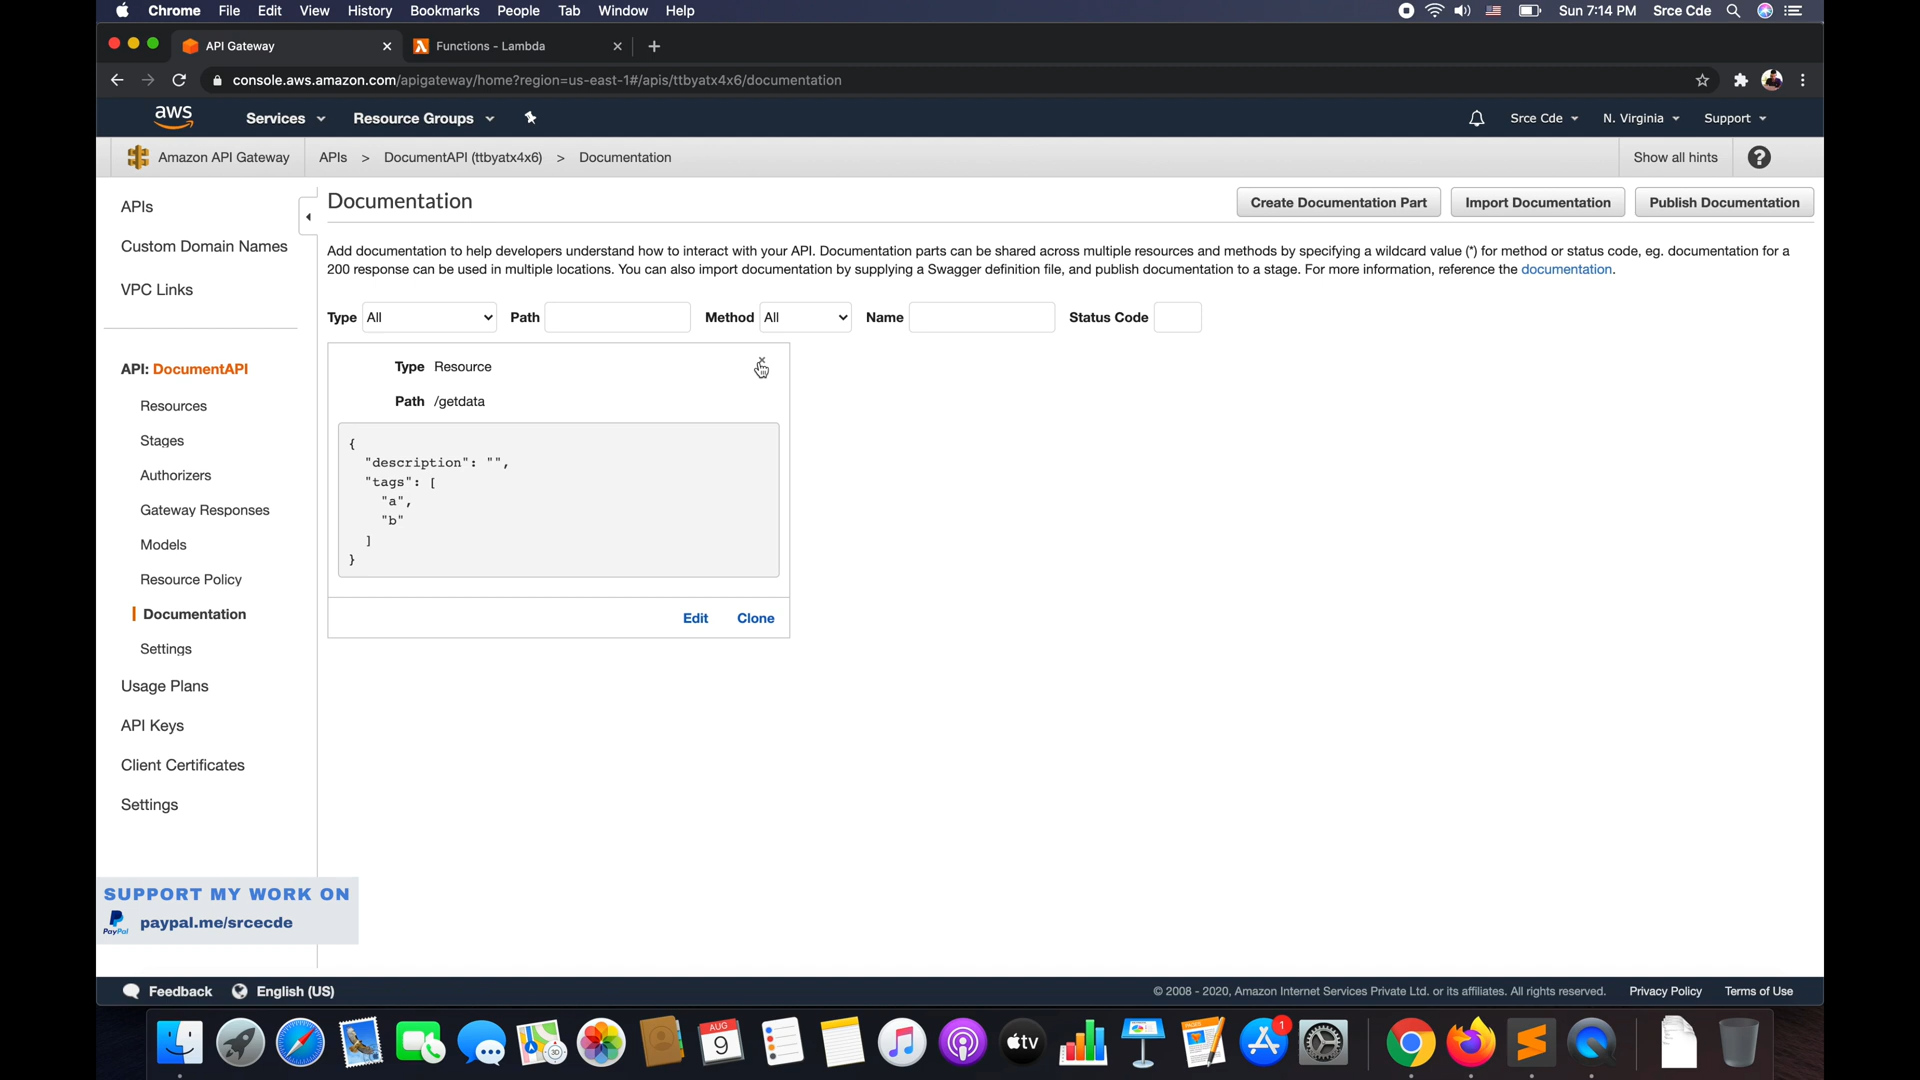 Chrome File Edit View History Bookmarks People Tab Window Help Sun 7:14 PM Srce Cde
API Gateway Functions - Lambda
console.aws.amazon.com/apigateway/home?region=us-east-1#/apis/ttbyatx4x6/documentation
aws Services Resource Groups Srce Cde N. Virginia Support
Amazon API Gateway APIs > DocumentAPI (ttbyatx4x6) > Documentation Show all hints ?
APIs
Custom Domain Names
VPC Links
API: DocumentAPI
Resources
Stages
Authorizers
Gateway Responses
Models
Resource Policy
Documentation
Settings
Usage Plans
API Keys
Client Certificates
Settings
Documentation Create Documentation Part Import Documentation Publish Documentation
Add documentation to help developers understand how to interact with your API. Documentation parts can be shared across multiple resources and methods by specifying a wildcard value (*) for method or status code, eg. documentation for a
200 response can be used in multiple locations. You can also import documentation by supplying a Swagger definition file, and publish documentation to a stage. For more information, reference the documentation.
Type All Path Method All Name Status Code
Type Resource
Path /getdata
{
"description": "",
"tags": [
"a",
"b"
]
}
Edit Clone
SUPPORT MY WORK ON
PayPal paypal.me/srcecde
Feedback English (US) © 2008 - 2020, Amazon Internet Services Private Ltd. or its affiliates. All rights reserved. Privacy Policy Terms of Use
3D AUG 9 tv PAGES 1